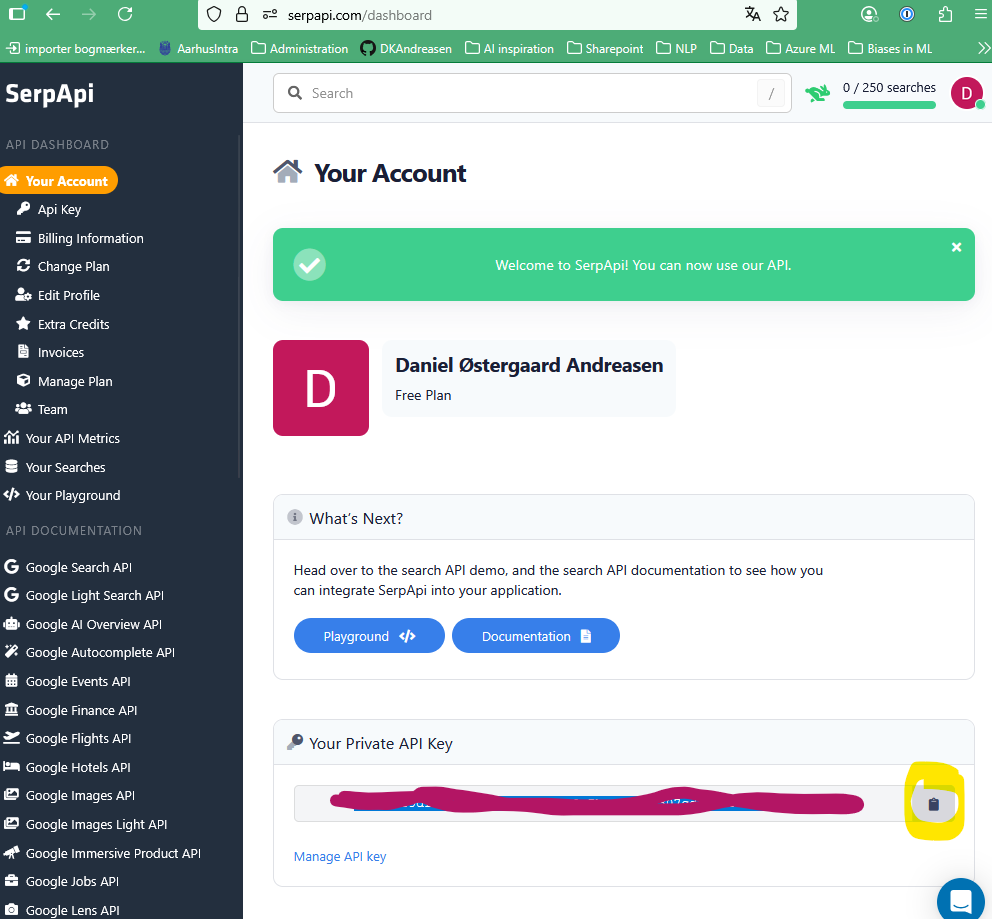 serpapi.com/dashboard
importer bogmærker...
AarhusIntra
Administration
DKAndreasen
AI inspiration
Sharepoint
NLP
Data
Azure ML
Biases in ML
SerpApi
Search
/
0 / 250 searches
D
API DASHBOARD
Your Account
Api Key
Billing Information
Change Plan
Edit Profile
Extra Credits
Invoices
Manage Plan
Team
Your API Metrics
Your Searches
Your Playground
API DOCUMENTATION
Google Search API
Google Light Search API
Google AI Overview API
Google Autocomplete API
Google Events API
Google Finance API
Google Flights API
Google Hotels API
Google Images API
Google Images Light API
Google Immersive Product API
Google Jobs API
Google Lens API
Your Account
Welcome to SerpApi! You can now use our API.
D
Daniel Østergaard Andreasen
Free Plan
What's Next?
Head over to the search API demo, and the search API documentation to see how you
can integrate SerpApi into your application.
Playground
Documentation
Your Private API Key
Manage API key